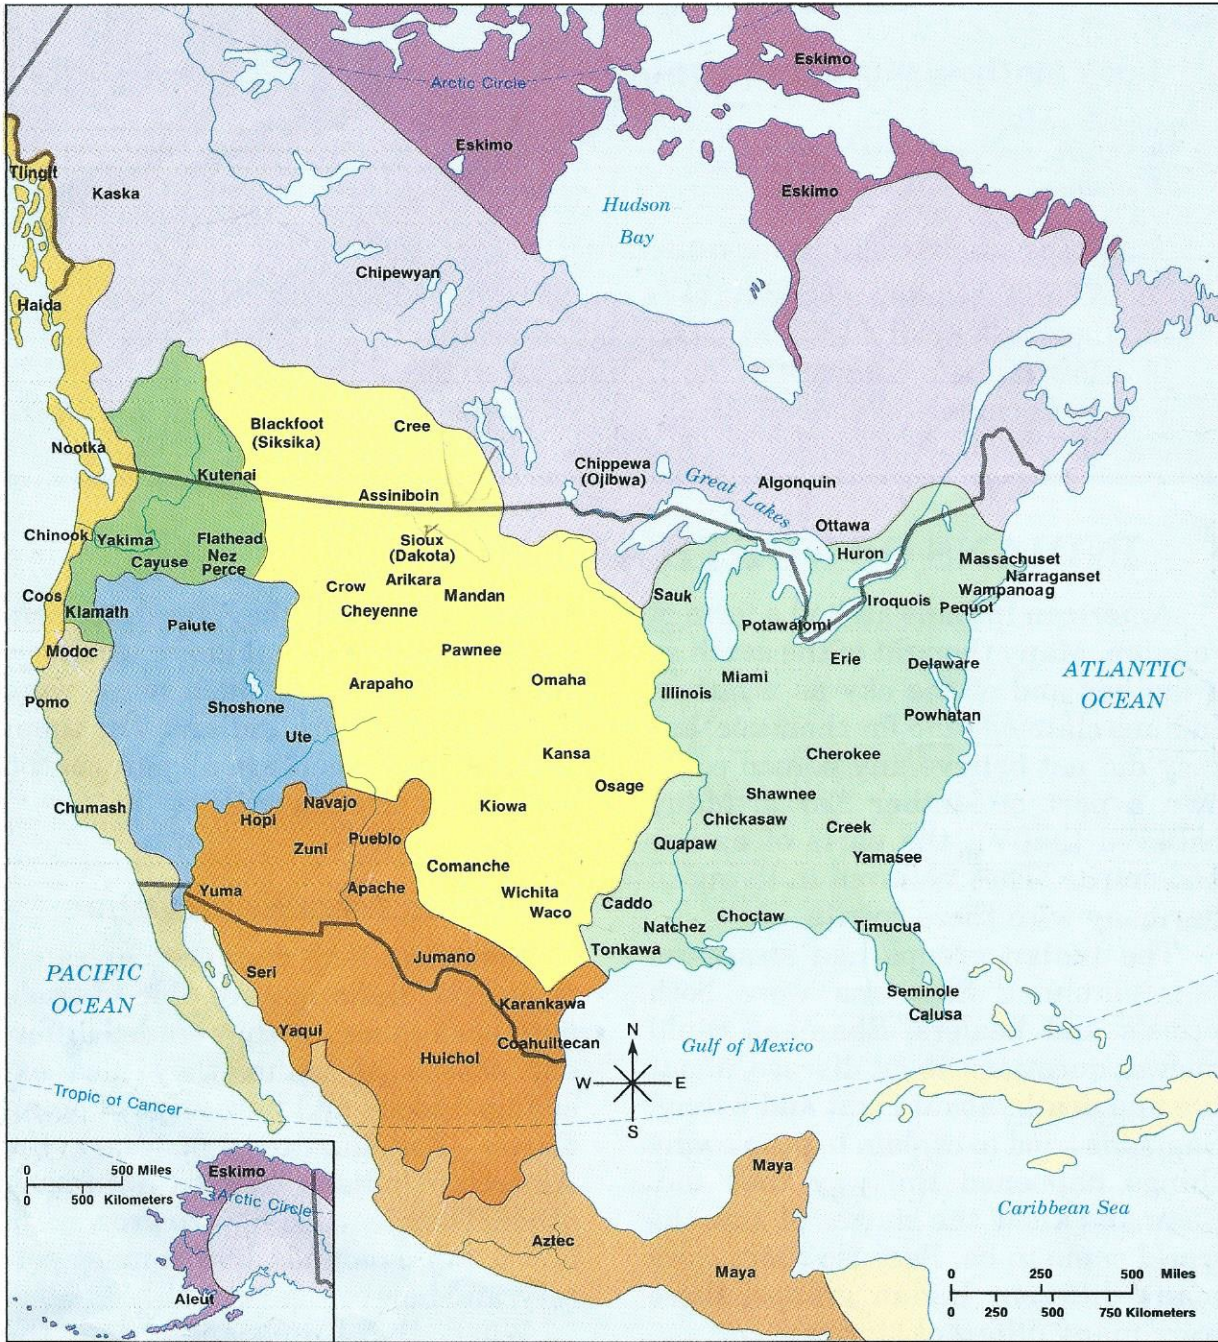 Eskimo
Arctic Circle
Eskimo
Tlingit
Kaska
Eskimo
Hudson
Bay
Chipewyan
Haida
Blackfoot
(Siksika)
Cree
Nootka
Kutenai
Chippewa
(Ojibwa)
Great Lakes
Algonquin
Assiniboin
Ottawa
Chinook
Yakima
Flathead
Sioux
(Dakota)
Huron
Massachuset
Cayuse
Nez
Perce
Narraganset
Crow
Arikara
Mandan
Wampanoag
Coos
Klamath
Cheyenne
Sauk
Iroquois
Pequot
Paiute
Potawatomi
Modoc
Pawnee
Erie
Delaware
ATLANTIC
OCEAN
Arapaho
Omaha
Miami
Illinois
Pomo
Shoshone
Powhatan
Ute
Kansa
Cherokee
Osage
Shawnee
Chumash
Navajo
Kiowa
Hopi
Chickasaw
Creek
Zuni
Pueblo
Quapaw
Yamasee
Comanche
Yuma
Apache
Wichita
Waco
Caddo
Choctaw
Natchez
Timucua
Tonkawa
Jumano
PACIFIC
OCEAN
Seri
Seminole
Calusa
Karankawa
Yaqui
Coahuiltecan
Huichol
Gulf of Mexico
N
W
E
S
Tropic of Cancer
Maya
0 500 Miles
0 500 Kilometers
Eskimo
Arctic Circle
Aleut
Aztec
Maya
Caribbean Sea
0 250 500 Miles
0 250 500 750 Kilometers